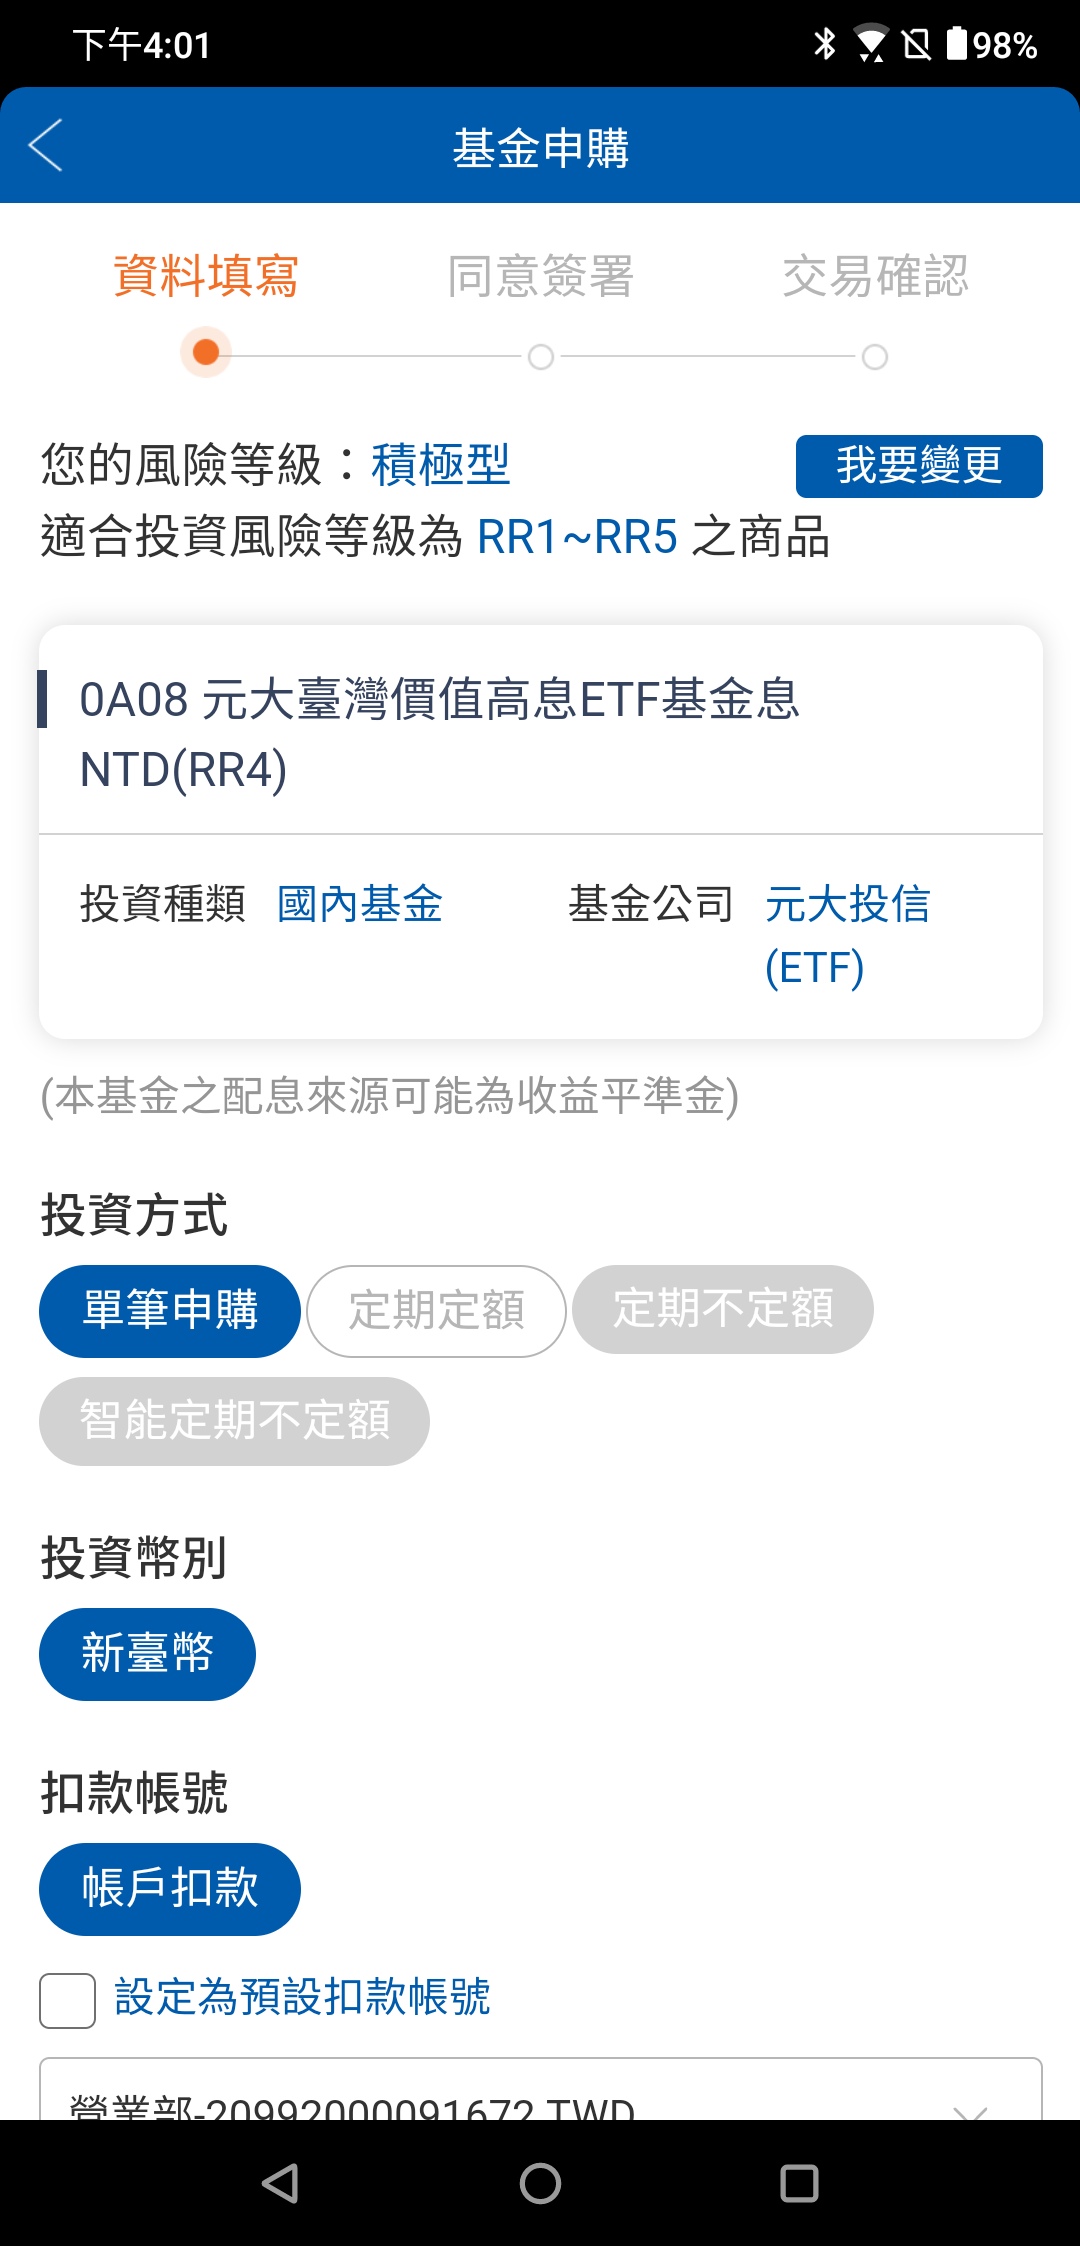 下午4:01 98%
基金申購
資料填寫 同意簽署 交易確認
您的風險等級：積極型 我要變更
適合投資風險等級為 RR1~RR5 之商品
0A08 元大臺灣價值高息ETF基金息
NTD(RR4)
投資種類 國內基金 基金公司 元大投信
(ETF)
(本基金之配息來源可能為收益平準金)
投資方式
單筆申購 定期定額 定期不定額
智能定期不定額
投資幣別
新臺幣
扣款帳號
帳戶扣款
設定為預設扣款帳號
營業部-20992000091672 TWD